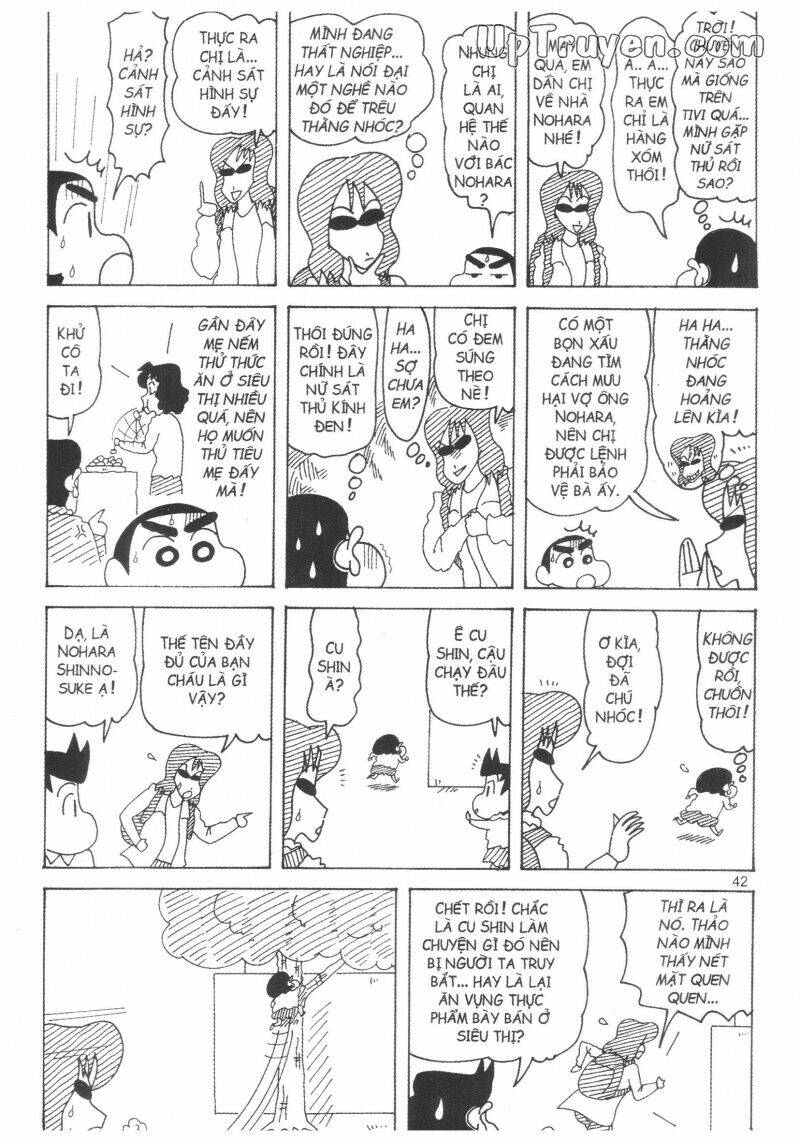 UpTruyen.com
TRỜI!
NÀY SAO
MÀ GIỐNG
TRÊN
TIVI QUÁ...
MÌNH GẶP
NỮ SÁT
THỦ RỒI
SAO?
A.. A...
THỰC
RA EM
CHỈ LÀ
HÀNG
XÓM
THÔI!
MAY
QUA, EM
DẪN CHỊ
VỀ NHÀ
NOHARA
NHÉ!
NHƯNG
CHỊ
LÀ AI,
QUAN
HỆ THẾ
NÀO
VỚI BÁC
NOHARA
?
MÌNH ĐANG
THẤT NGHIỆP...
HAY LÀ NÓI ĐẠI
MỘT NGHỀ NÀO
ĐÓ ĐỂ TRÊU
THẰNG NHÓC?
THỰC RA
CHỊ LÀ...
CẢNH SÁT
HÌNH SỰ
ĐẤY!
HẢ?
CẢNH
SÁT
HÌNH
SỰ?
HA HA...
THẰNG
NHÓC
ĐANG
HOẢNG
LÊN KÌA!
CÓ MỘT
BỌN XẤU
ĐANG TÌM
CÁCH MƯU
HẠI VỢ ÔNG
NOHARA,
NÊN CHỊ
ĐƯỢC LỆNH
PHẢI BẢO
VỆ BÀ ẤY.
CHỊ
CÓ ĐEM
SÚNG
THEO
NÈ!
HA
HA...
SỢ
CHƯA
EM?
THÔI ĐÚNG
RỒI! ĐÂY
CHÍNH LÀ
NỮ SÁT
THỦ KÍNH
ĐEN!
GẦN ĐÂY
MẸ NẾM
THỬ THỨC
ĂN Ở SIÊU
THỊ NHIỀU
QUÁ, NÊN
HỌ MUỐN
THỦ TIÊU
MẸ ĐẤY
MÀ!
KHỬ
CÔ
TA
ĐI!
KHÔNG
ĐƯỢC
RỒI,
CHUỒN
THÔI!
Ơ KÌA,
ĐỢI
ĐÃ
CHÚ
NHÓC!
Ê CU
SHIN, CẬU
CHẠY ĐÂU
THẾ?
CU
SHIN
À?
THẾ TÊN ĐẦY
ĐỦ CỦA BẠN
CHÁU LÀ GÌ
VẬY?
DẠ, LÀ
NOHARA
SHINNO-
SUKE Ạ!
42
THÌ RA LÀ
NÓ. THẢO
NÀO MÌNH
THẤY NÉT
MẶT QUEN
QUEN...
CHẾT RỒI! CHẮC
LÀ CU SHIN LÀM
CHUYỆN GÌ ĐÓ NÊN
BỊ NGƯỜI TA TRUY
BẮT... HAY LÀ LẠI
ĂN VỤNG THỰC
PHẨM BÀY BÁN Ở
SIÊU THỊ?